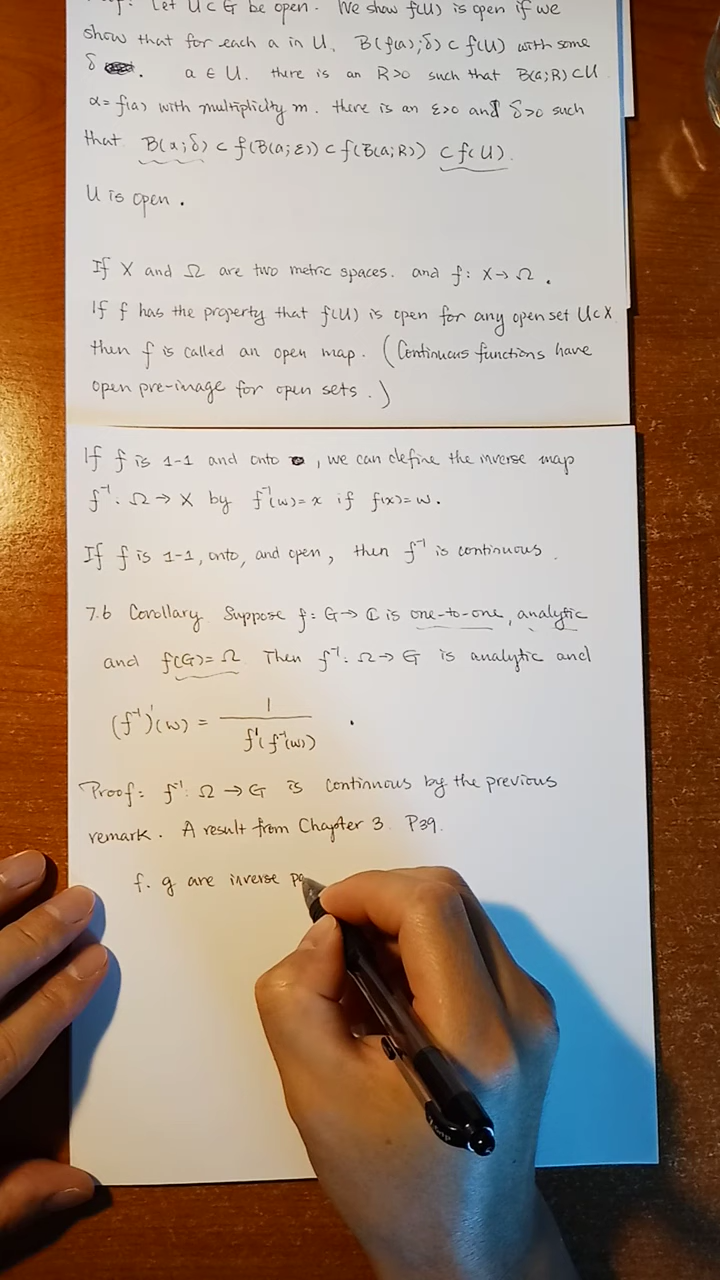 Let U ⊂ G be open. We show f(U) is open if we
show that for each a in U, B(f(a);δ) ⊂ f(U) with some
δ . a ∈ U. there is an R>0 such that B(a;R) ⊂ U
α = f(a) with multiplicity m. there is an ε>0 and δ>0 such
that B(α;δ) ⊂ f(B(a;ε)) ⊂ f(B(a;R)) ⊂ f(U).
U is open.
If X and Ω are two metric spaces. and f: X → Ω.
If f has the property that f(U) is open for any open set U ⊂ X
then f is called an open map. (Continuous functions have
open pre-image for open sets.)
If f is 1-1 and onto , we can define the inverse map
f⁻¹: Ω → X by f⁻¹(w) = x if f(x) = w.
If f is 1-1, onto, and open, then f⁻¹ is continuous.
7.6 Corollary. Suppose f: G → ℂ is one-to-one, analytic
and f(G) = Ω. Then f⁻¹: Ω → G is analytic and
(f⁻¹)'(w) = 1 / f'(f⁻¹(w)) .
Proof: f⁻¹: Ω → G is continuous by the previous
remark. A result from Chapter 3. P39.
f. g are inverse